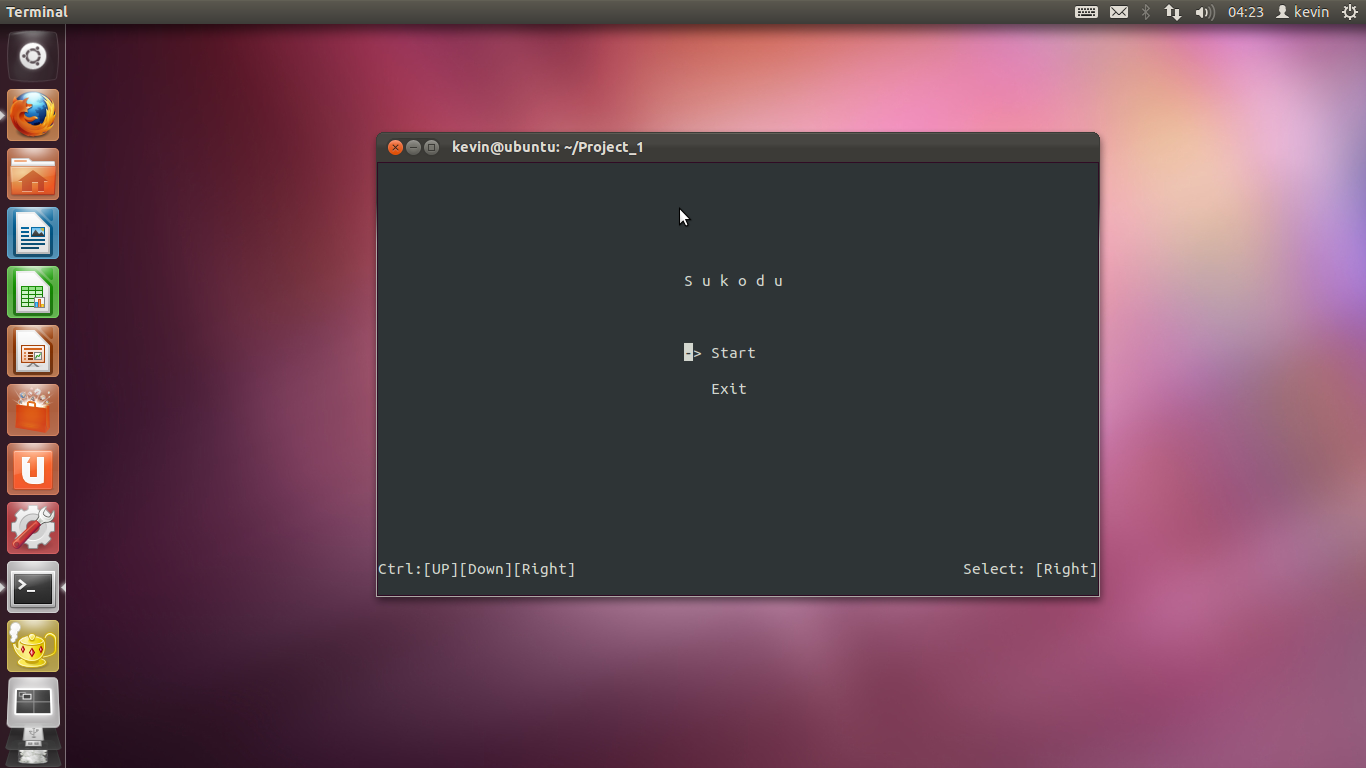 Terminal
04:23 kevin
kevin@ubuntu: ~/Project_1
S u k o d u
-> Start
Exit
Ctrl:[UP][Down][Right] Select: [Right]